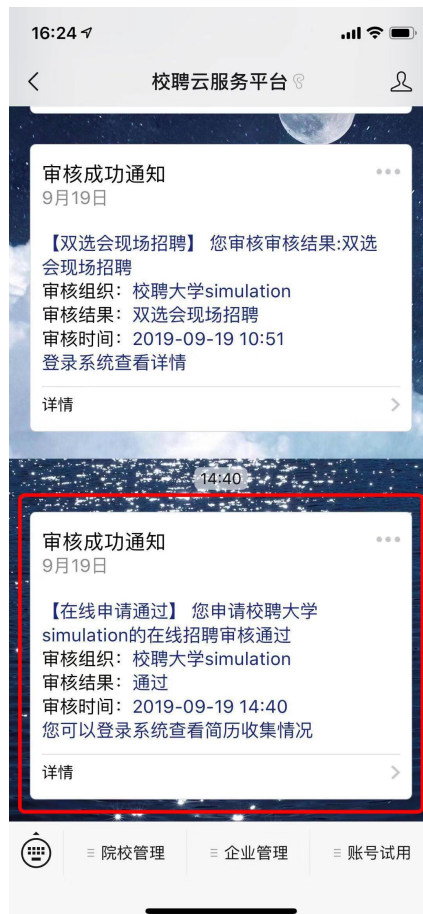 16:24
校聘云服务平台
审核成功通知
9月19日
【双选会现场招聘】 您审核审核结果:双选
会现场招聘
审核组织：校聘大学simulation
审核结果：双选会现场招聘
审核时间：2019-09-19 10:51
登录系统查看详情
详情
14:40
审核成功通知
9月19日
【在线申请通过】 您申请校聘大学
simulation的在线招聘审核通过
审核组织：校聘大学simulation
审核结果：通过
审核时间：2019-09-19 14:40
您可以登录系统查看简历收集情况
详情
院校管理
企业管理
账号试用